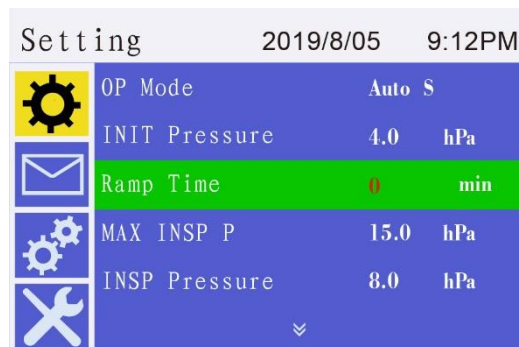 Setting 2019/8/05 9:12PM
OP Mode Auto S
INIT Pressure 4.0 hPa
Ramp Time 0 min
MAX INSP P 15.0 hPa
INSP Pressure 8.0 hPa